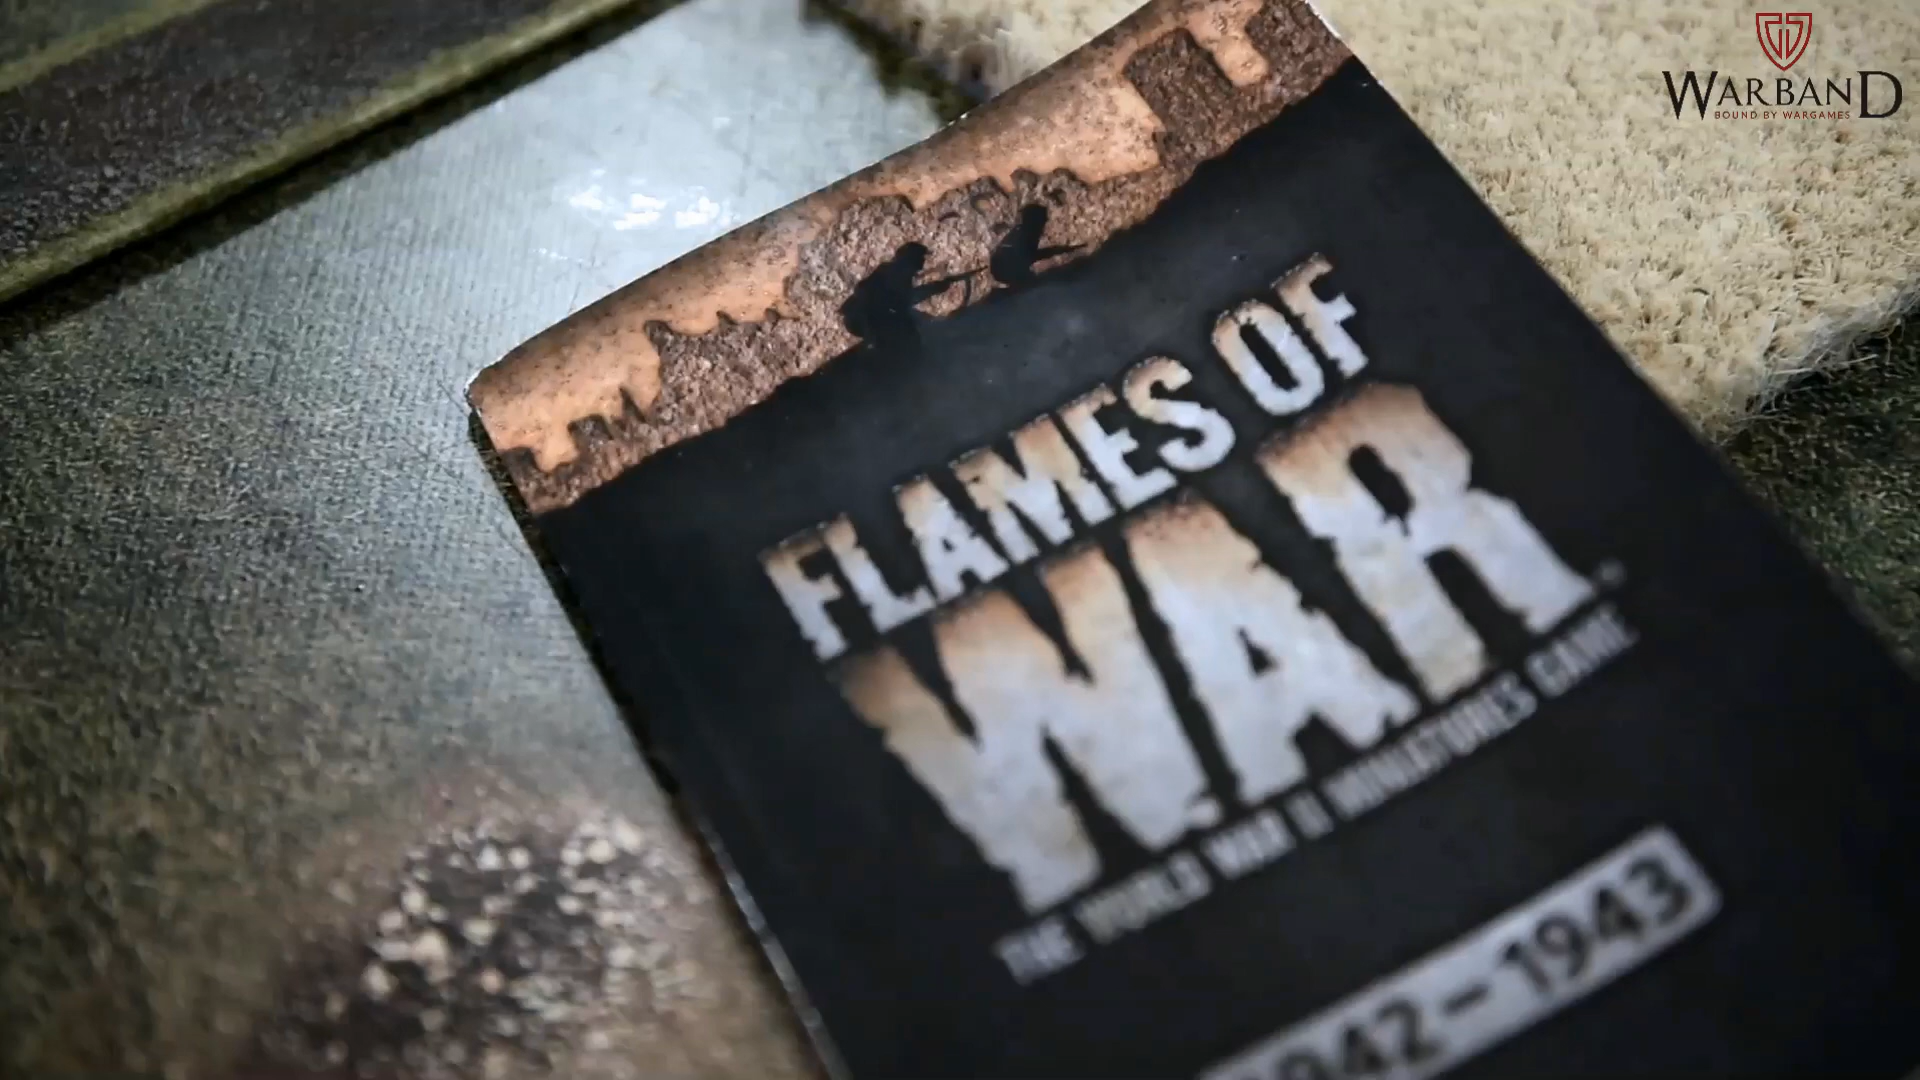 WARBAND
BOUND BY WARGAMES
FLAMES OF
WAR
THE WORLD WAR II MINIATURES GAME
1942-1943